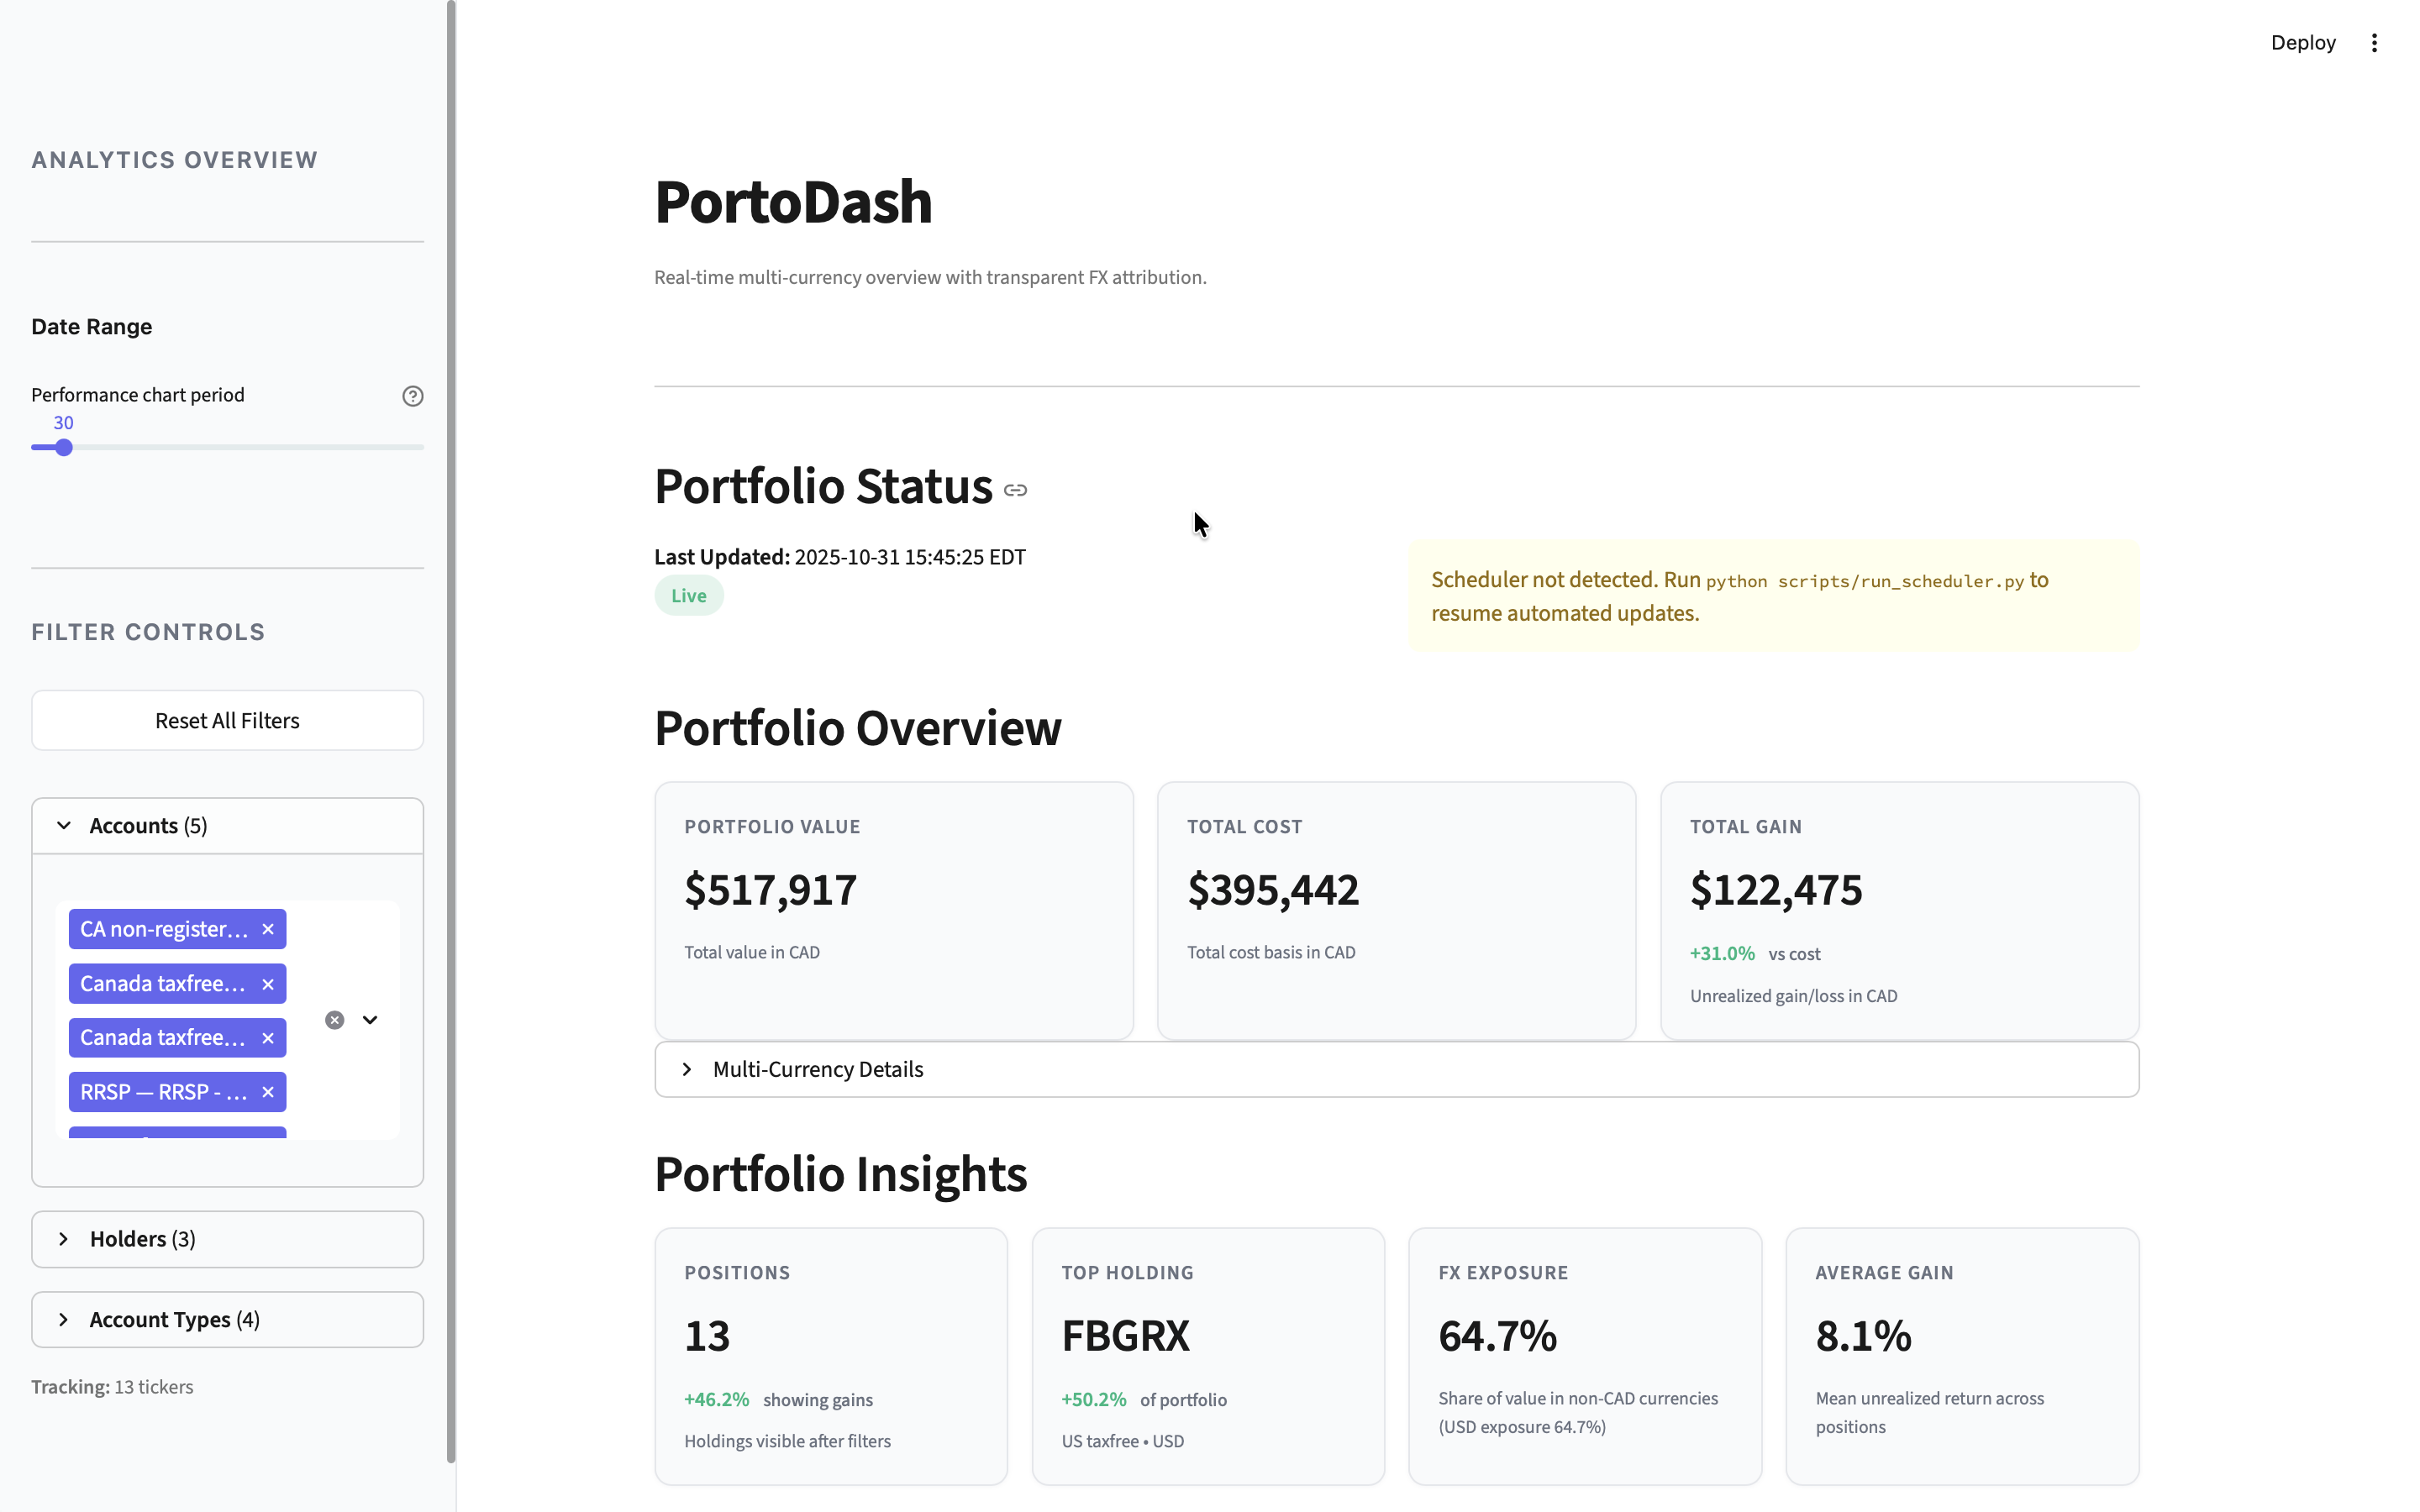 Deploy
ANALYTICS OVERVIEW
Date Range
Performance chart period
30
FILTER CONTROLS
Reset All Filters
Accounts (5)
CA non-register...
Canada taxfree...
Canada taxfree...
RRSP — RRSP - ...
Holders (3)
Account Types (4)
Tracking: 13 tickers
PortoDash
Real-time multi-currency overview with transparent FX attribution.
Portfolio Status
Last Updated: 2025-10-31 15:45:25 EDT
Live
Scheduler not detected. Run python scripts/run_scheduler.py to
resume automated updates.
Portfolio Overview
PORTFOLIO VALUE
$517,917
Total value in CAD
TOTAL COST
$395,442
Total cost basis in CAD
TOTAL GAIN
$122,475
+31.0% vs cost
Unrealized gain/loss in CAD
Multi-Currency Details
Portfolio Insights
POSITIONS
13
+46.2% showing gains
Holdings visible after filters
TOP HOLDING
FBGRX
+50.2% of portfolio
US taxfree • USD
FX EXPOSURE
64.7%
Share of value in non-CAD currencies
(USD exposure 64.7%)
AVERAGE GAIN
8.1%
Mean unrealized return across
positions